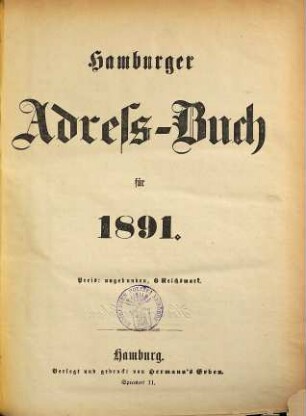 Hamburger
Adreſs-Buch
für
1891.
Preis: ungebunden, 6 Reichsmark.
Hamburg.
Verlegt und gedruckt von Hermann's Erben.
Speersort 11.